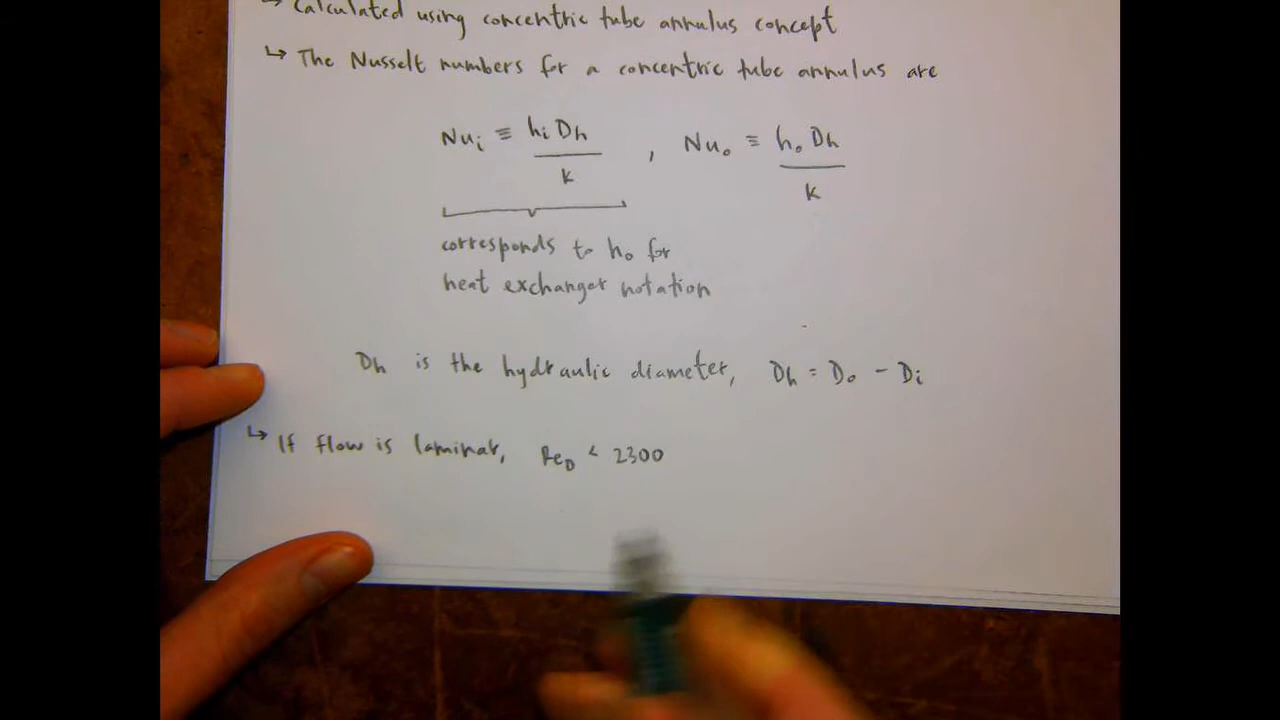 ↳ Calculated using concentric tube annulus concept
↳ The Nusselt numbers for a concentric tube annulus are
Nuᵢ ≡ hᵢ Dh / k , Nuₒ ≡ hₒ Dh / k
corresponds to hₒ for
heat exchanger notation
Dh is the hydraulic diameter, Dh = Dₒ - Dᵢ
↳ If flow is laminar, Re_D < 2300